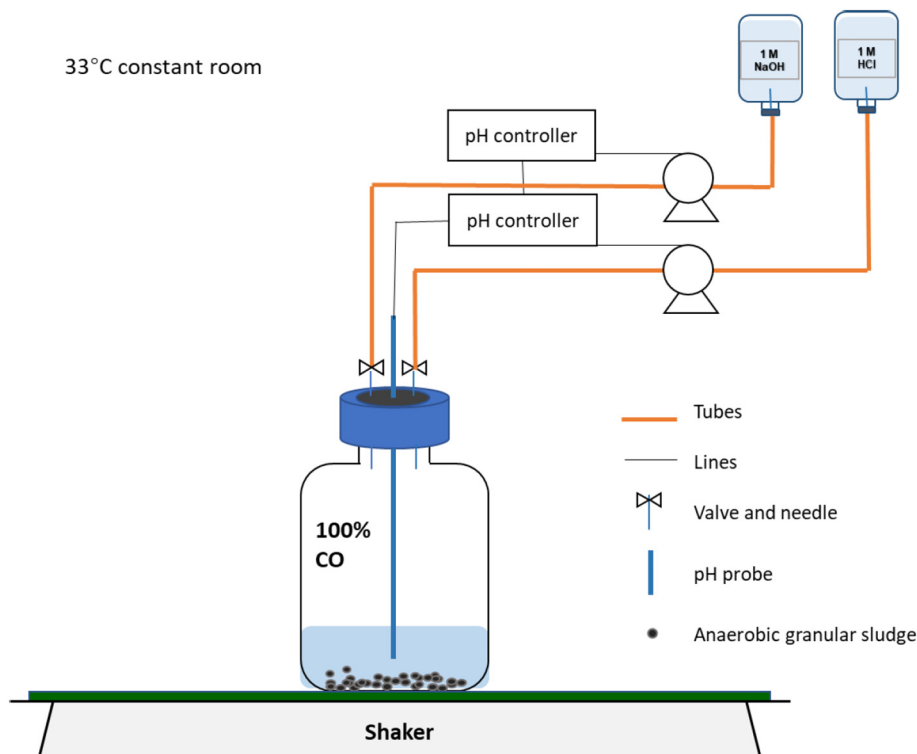 33°C constant room
1 M
NaOH
1 M
HCl
pH controller
pH controller
100%
CO
Tubes
Lines
Valve and needle
pH probe
Anaerobic granular sludge
Shaker